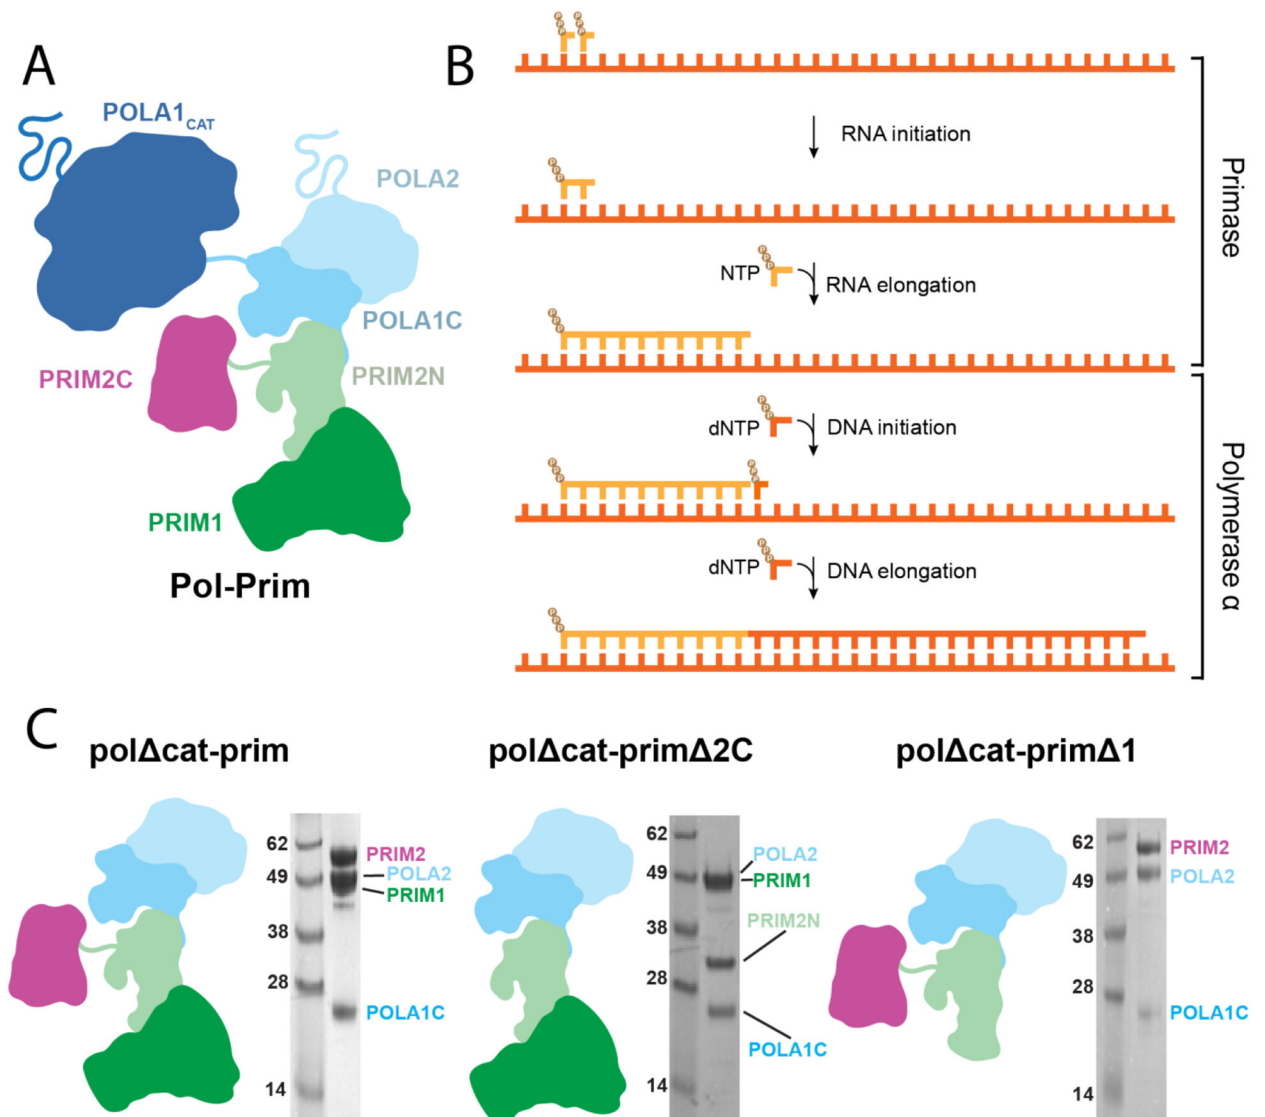 A
POLA1CAT
POLA2
POLA1C
PRIM2C
PRIM2N
PRIM1
Pol-Prim
B
P P P P P P
RNA initiation
P P P
NTP
P P P
RNA elongation
P P P
Primase
dNTP
P P P
DNA initiation
P P P P P P
dNTP
P P P
DNA elongation
P P P
Polymerase α
C
polΔcat-prim
62
49
38
28
14
PRIM2
POLA2
PRIM1
POLA1C
polΔcat-primΔ2C
62
49
38
28
14
POLA2
PRIM1
PRIM2N
POLA1C
polΔcat-primΔ1
62
49
38
28
14
PRIM2
POLA2
POLA1C